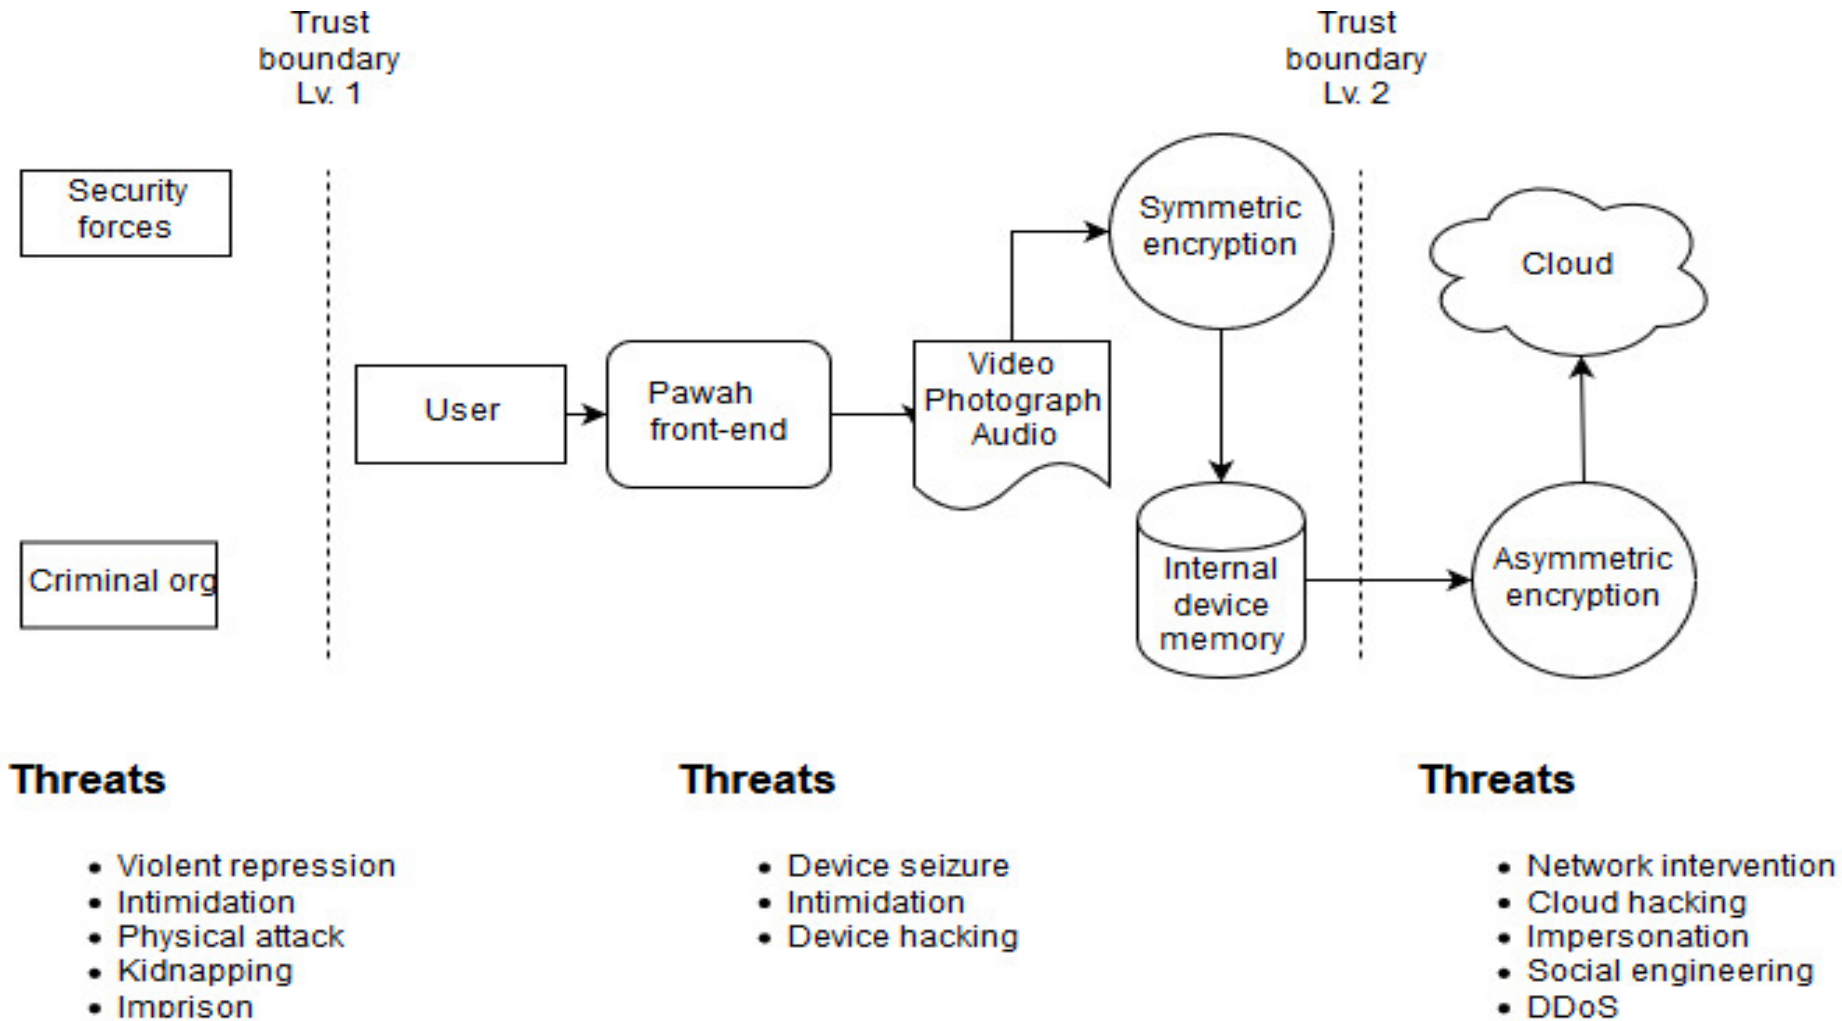 Trust
boundary
Lv. 1
Trust
boundary
Lv. 2
Security
forces
Symmetric
encryption
Cloud
User
Pawah
front-end
Video
Photograph
Audio
Criminal org
Internal
device
memory
Asymmetric
encryption
Threats
• Violent repression
• Intimidation
• Physical attack
• Kidnapping
• Imprison
Threats
• Device seizure
• Intimidation
• Device hacking
Threats
• Network intervention
• Cloud hacking
• Impersonation
• Social engineering
• DDoS